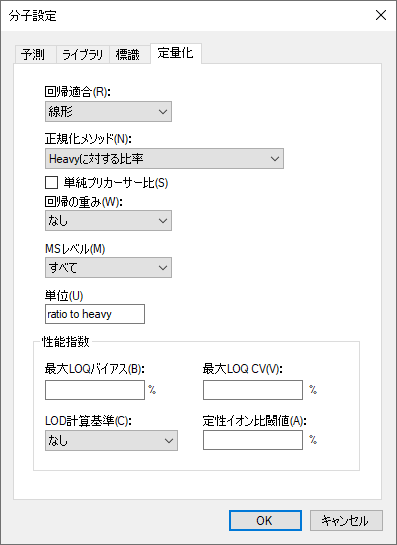 分子設定
予測
ライブラリ
標識
定量化
回帰適合(R):
線形
正規化メソッド(N):
Heavyに対する比率
単純プリカーサー比(S)
回帰の重み(W):
なし
MSレベル(M)
すべて
単位(U)
ratio to heavy
性能指数
最大LOQバイアス(B):
最大LOQ CV(V):
%
%
LOD計算基準(C):
定性イオン比閾値(A):
なし
%
OK
キャンセル